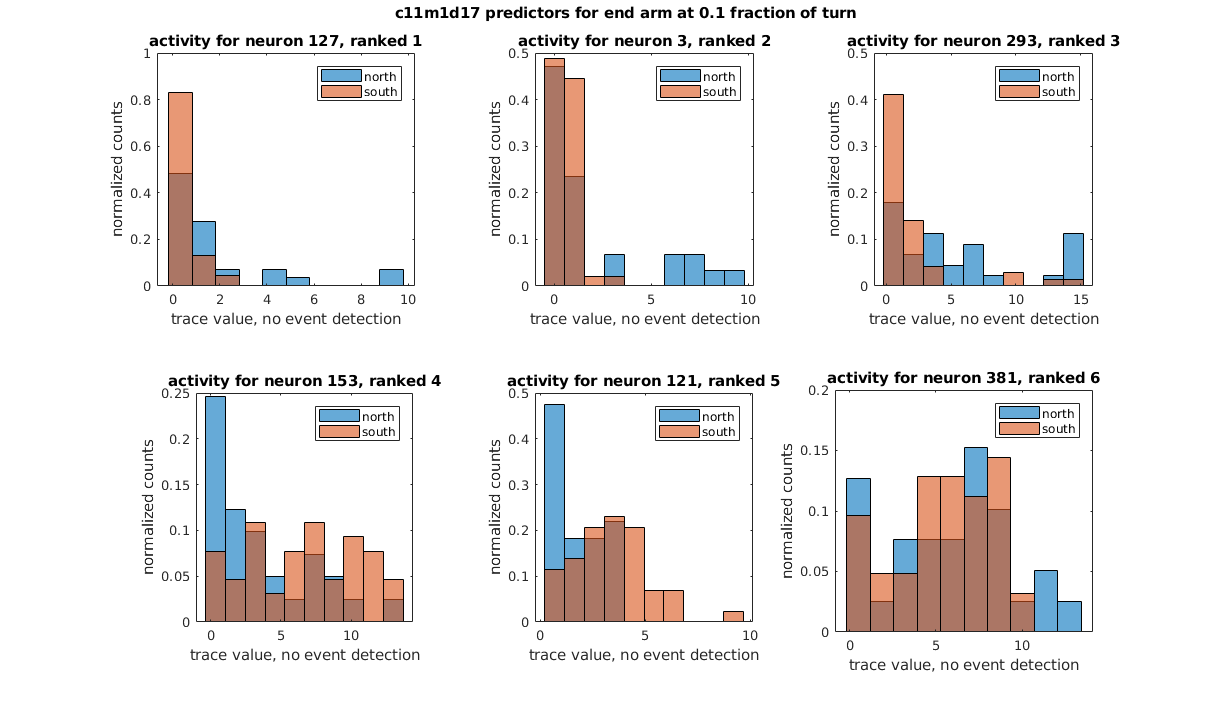 c11m1d17 predictors for end arm at 0.1 fraction of turn
activity for neuron 127, ranked 1
1
0.8
0.6
0.4
0.2
0
normalized counts
north
south
0 2 4 6 8 10
trace value, no event detection
activity for neuron 3, ranked 2
0.5
0.4
0.3
0.2
0.1
0
normalized counts
north
south
0 5 10
trace value, no event detection
activity for neuron 293, ranked 3
0.5
0.4
0.3
0.2
0.1
0
normalized counts
north
south
0 5 10 15
trace value, no event detection
activity for neuron 153, ranked 4
0.25
0.2
0.15
0.1
0.05
0
normalized counts
north
south
0 5 10
trace value, no event detection
activity for neuron 121, ranked 5
0.5
0.4
0.3
0.2
0.1
0
normalized counts
north
south
0 5 10
trace value, no event detection
activity for neuron 381, ranked 6
0.2
0.15
0.1
0.05
0
normalized counts
north
south
0 5 10
trace value, no event detection